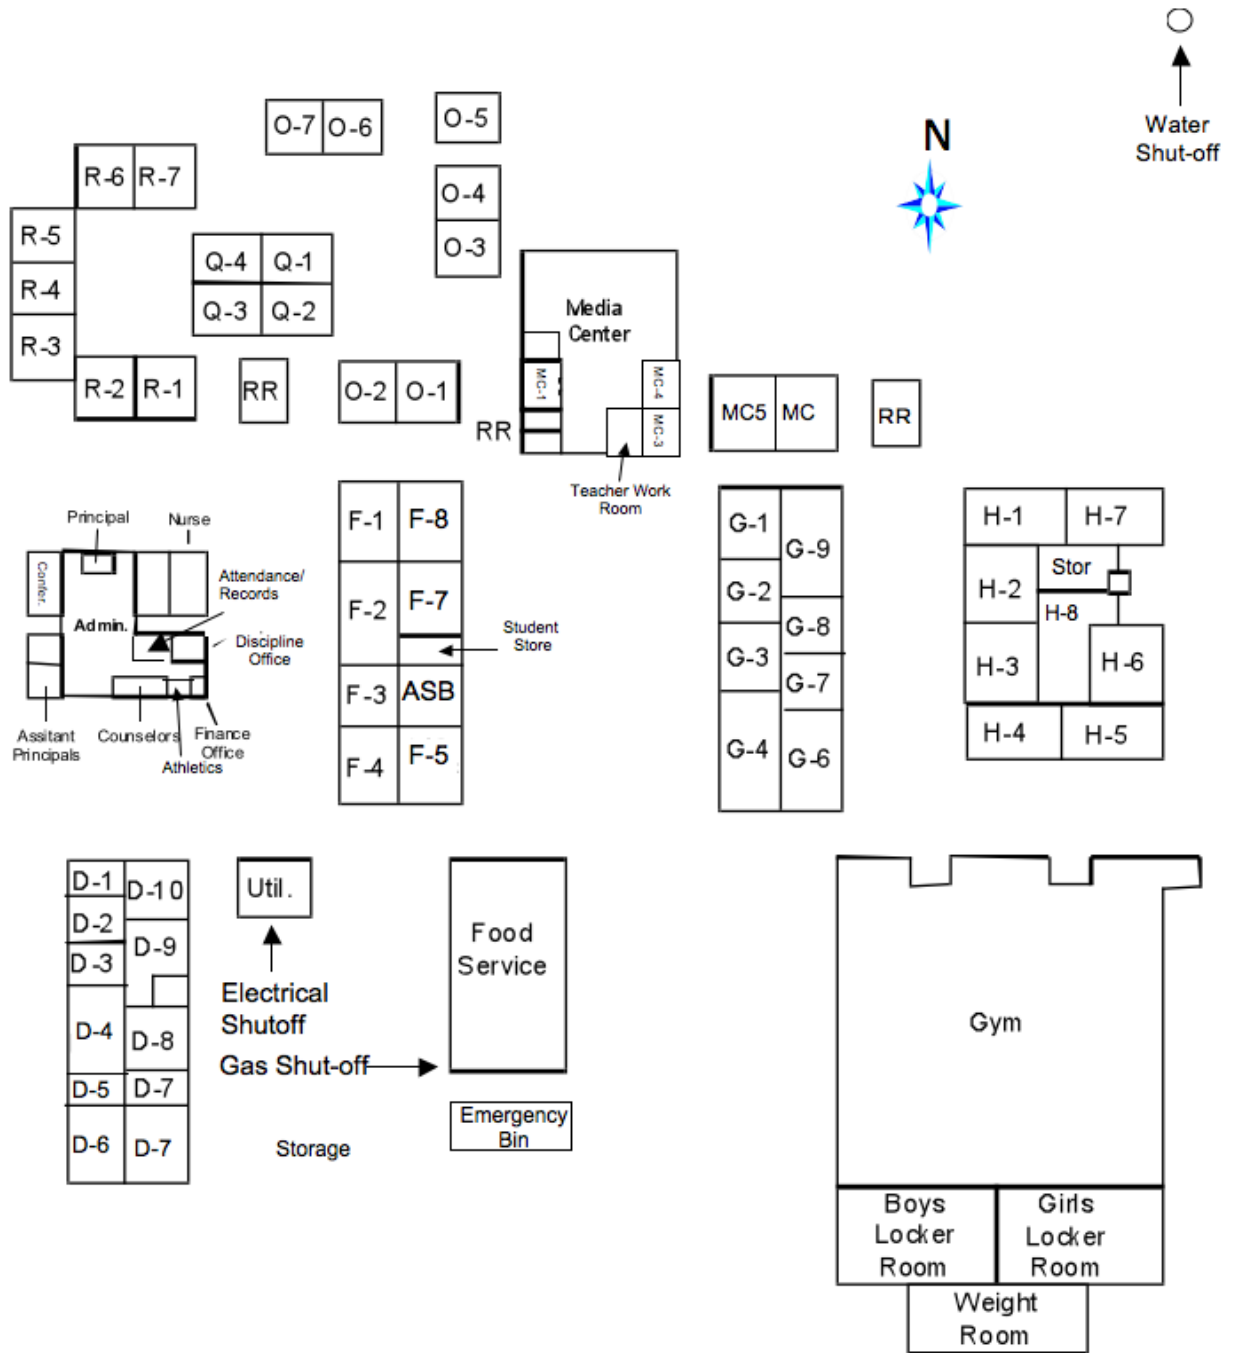 Water
Shut-off
N
O-7
O-6
O-5
R-6
R-7
O-4
R-5
O-3
Q-4
Q-1
R-4
Q-3
Q-2
Media
Center
R-3
R-2
R-1
RR
O-2
O-1
MC-1
MC-4
MC5
MC
RR
RR
MC-3
Teacher Work
Room
F-1
F-8
G-1
G-9
H-1
H-7
Principal
Nurse
Confer.
Attendance/
Records
Admin.
Discipline
Office
F-2
F-7
Student
Store
G-2
G-8
Stor
H-2
H-8
F-3
ASB
G-3
G-7
H-3
H-6
Assitant
Principals
Counselors
Finance
Office
Athletics
F-4
F-5
G-4
G-6
H-4
H-5
D-1
D-10
Util.
D-2
D-9
D-3
Food
Service
Electrical
Shutoff
D-4
D-8
Gas Shut-off
Gym
D-5
D-7
Emergency
Bin
D-6
D-7
Storage
Boys
Locker
Room
Girls
Locker
Room
Weight
Room